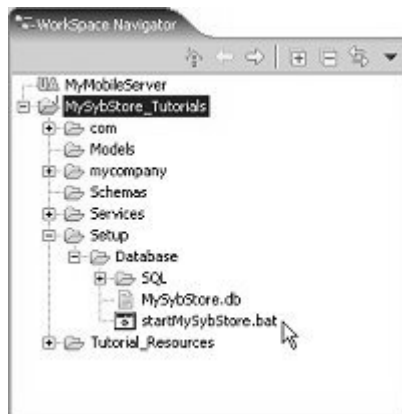 WorkSpace Navigator
MyMobileServer
MySybStore_Tutorials
com
Models
mycompany
Schemas
Services
Setup
Database
SQL
MySybStore.db
startMySybStore.bat
Tutorial_Resources